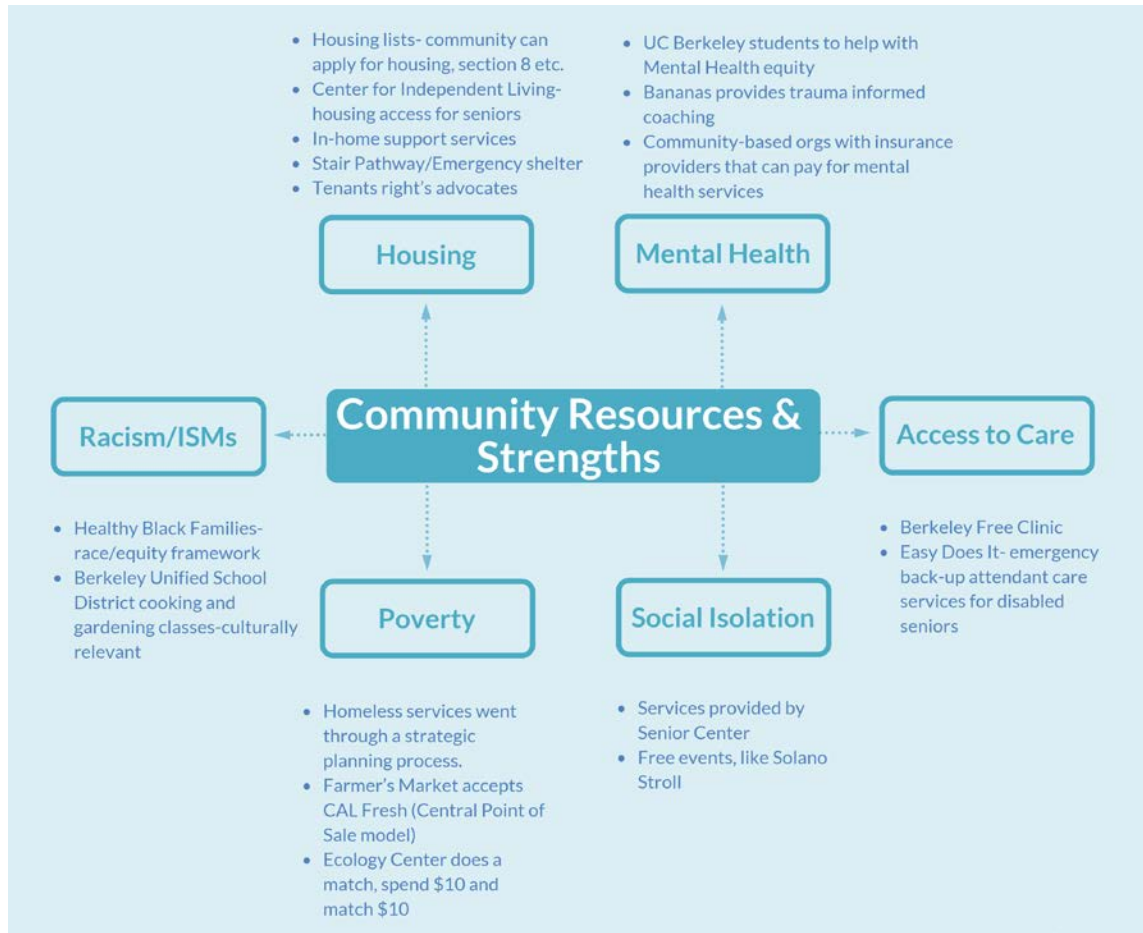 • Housing lists- community can
apply for housing, section 8 etc.
• Center for Independent Living-
housing access for seniors
• In-home support services
• Stair Pathway/Emergency shelter
• Tenants right's advocates
• UC Berkeley students to help with
Mental Health equity
• Bananas provides trauma informed
coaching
• Community-based orgs with insurance
providers that can pay for mental
health services
Housing
Mental Health
Racism/ISMs
Community Resources &
Strengths
Access to Care
• Healthy Black Families-
race/equity framework
• Berkeley Unified School
District cooking and
gardening classes-culturally
relevant
• Berkeley Free Clinic
• Easy Does It- emergency
back-up attendant care
services for disabled
seniors
Poverty
Social Isolation
• Homeless services went
through a strategic
planning process.
• Farmer's Market accepts
CAL Fresh (Central Point of
Sale model)
• Ecology Center does a
match, spend $10 and
match $10
• Services provided by
Senior Center
• Free events, like Solano
Stroll